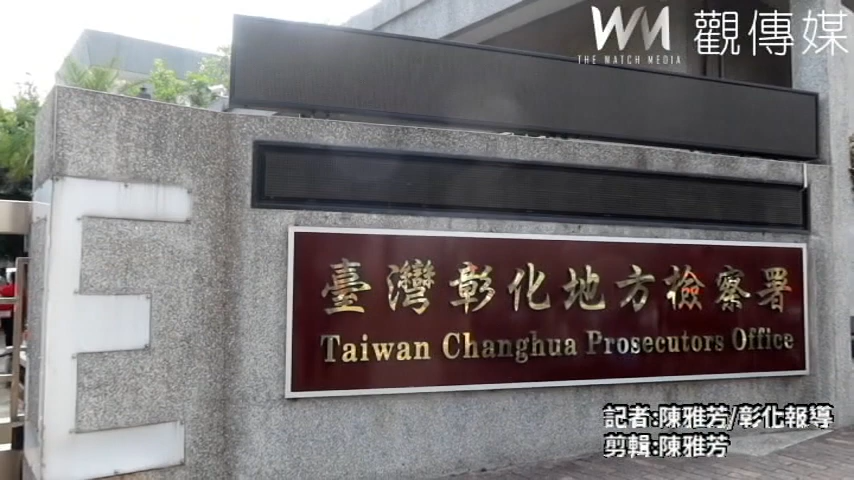 WM 觀傳媒
THE WATCH MEDIA
E
臺灣彰化地方檢察署
Taiwan Changhua Prosecutors Office
記者:陳雅芳/彰化報導
剪輯:陳雅芳